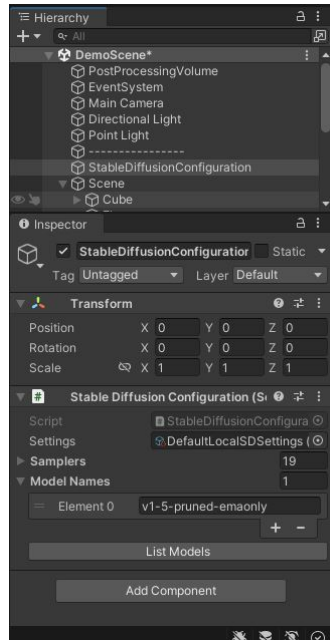 Hierarchy
All
DemoScene*
PostProcessingVolume
EventSystem
Main Camera
Directional Light
Point Light
----------------
StableDiffusionConfiguration
Scene
Cube
Inspector
StableDiffusionConfiguration Static
Tag Untagged Layer Default
Transform
Position X 0 Y 0 Z 0
Rotation X 0 Y 0 Z 0
Scale X 1 Y 1 Z 1
# Stable Diffusion Configuration (S
Script StableDiffusionConfigura
Settings DefaultLocalSDSettings (
Samplers 19
Model Names 1
Element 0 v1-5-pruned-emaonly
+ -
List Models
Add Component